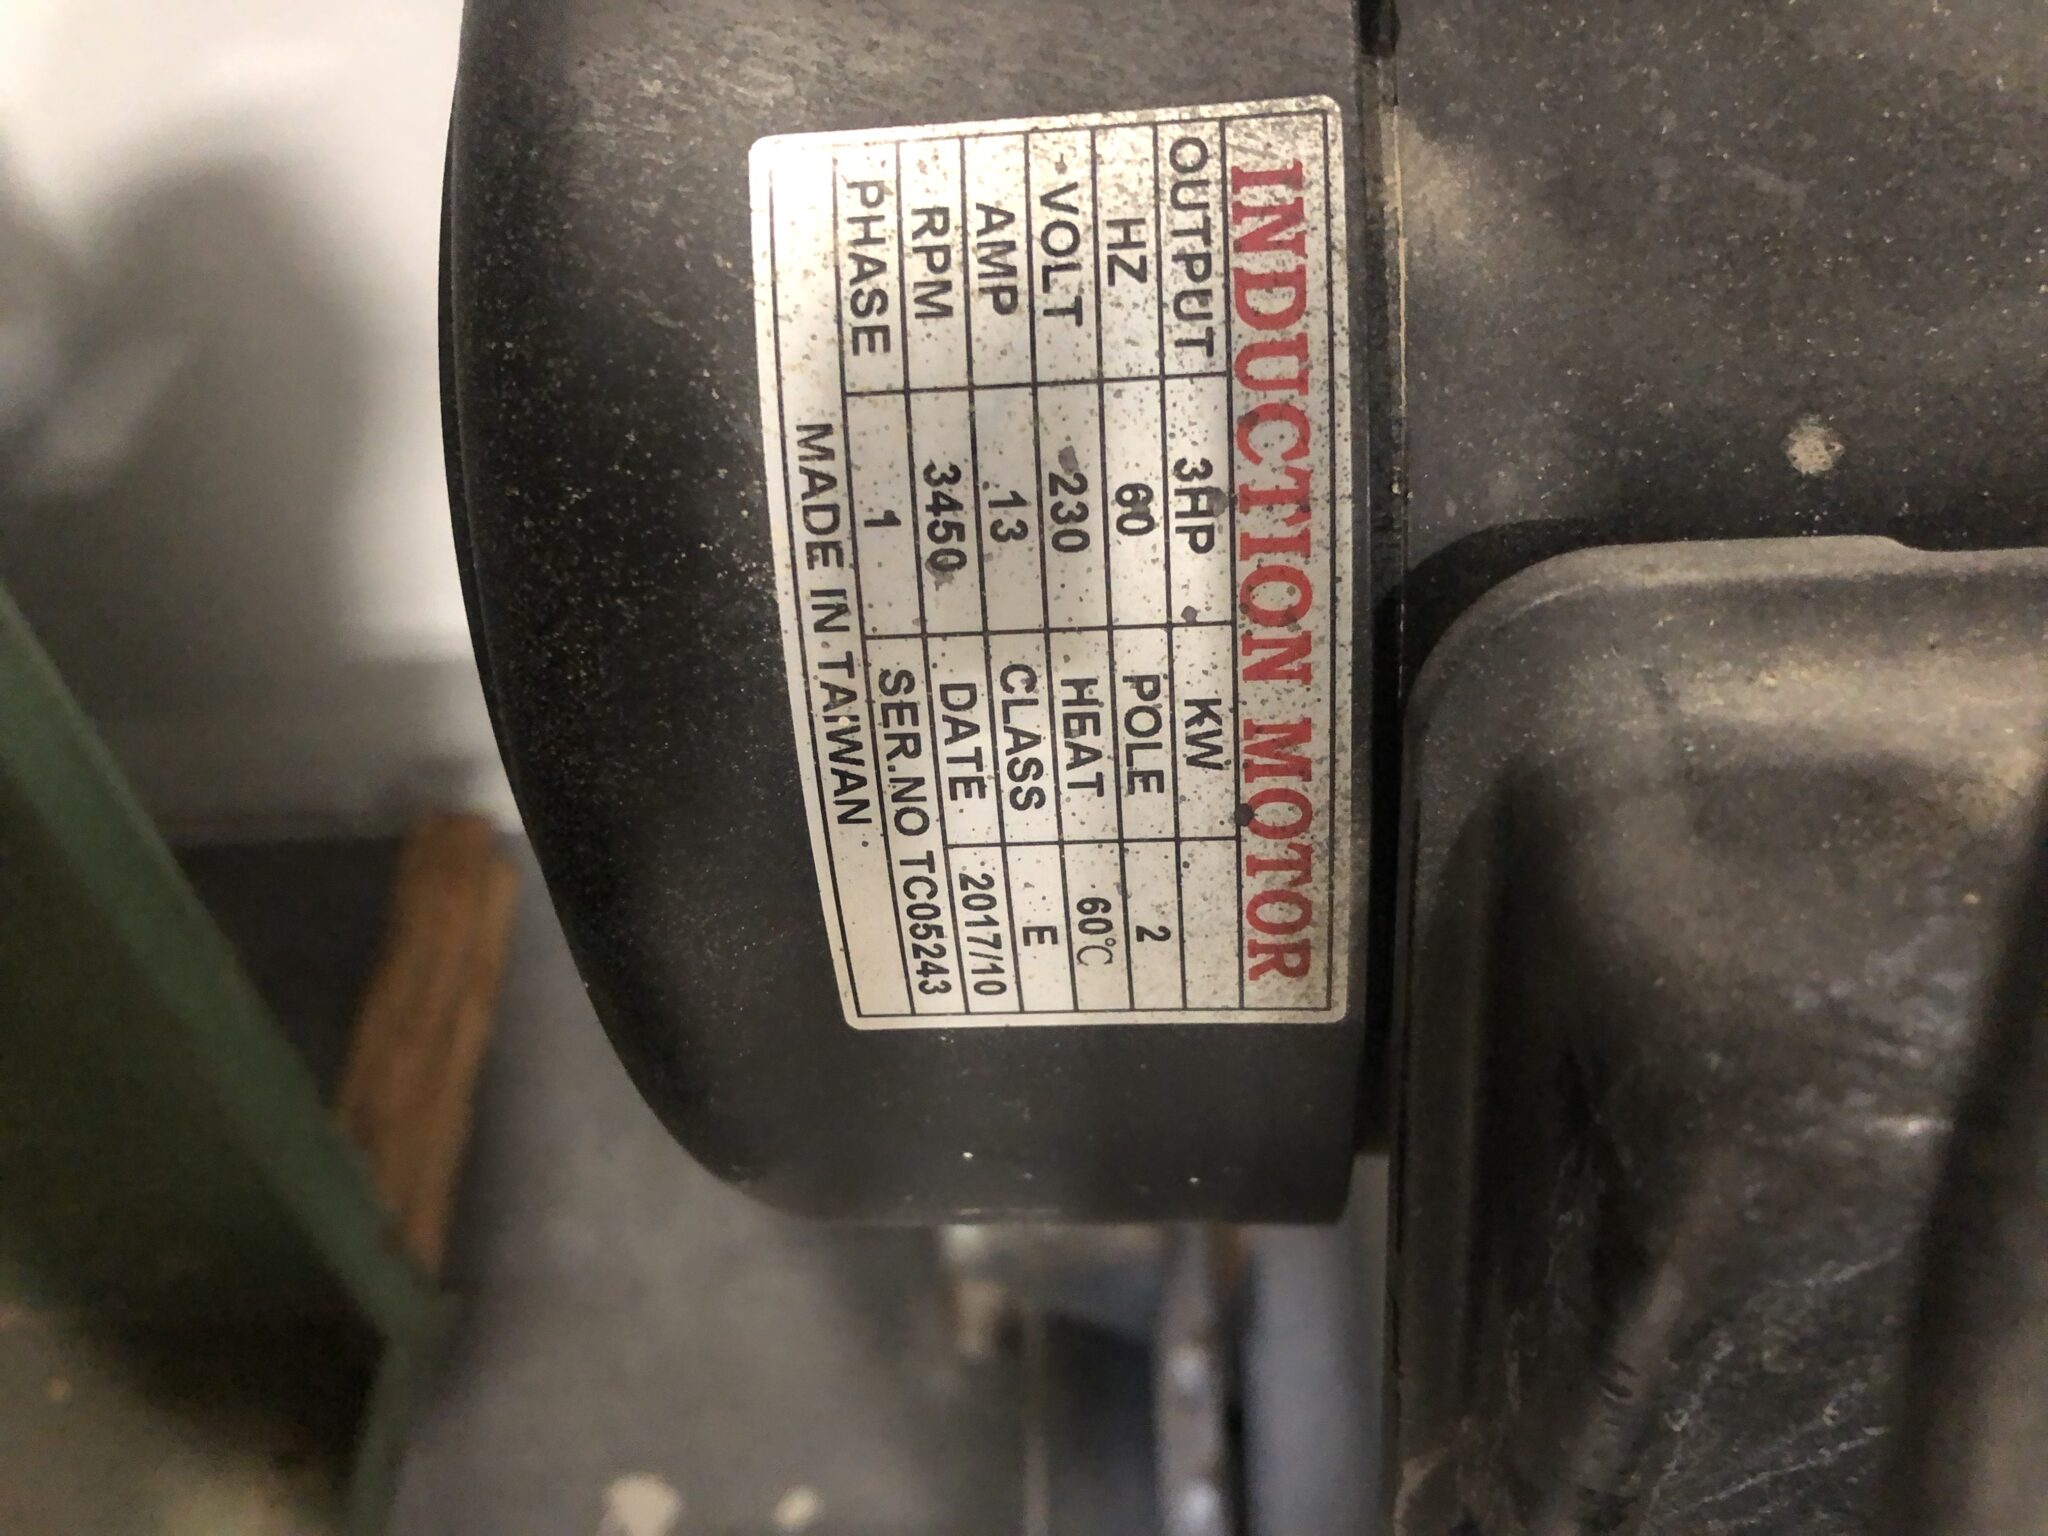 INDUCTION MOTOR
OUTPUT 3HP KW
HZ 60 POLE 2
VOLT 230 HEAT 60℃
AMP 13 CLASS E
RPM 3450 DATE 2017/10
PHASE 1 SER.NO TC05243
MADE IN TAIWAN